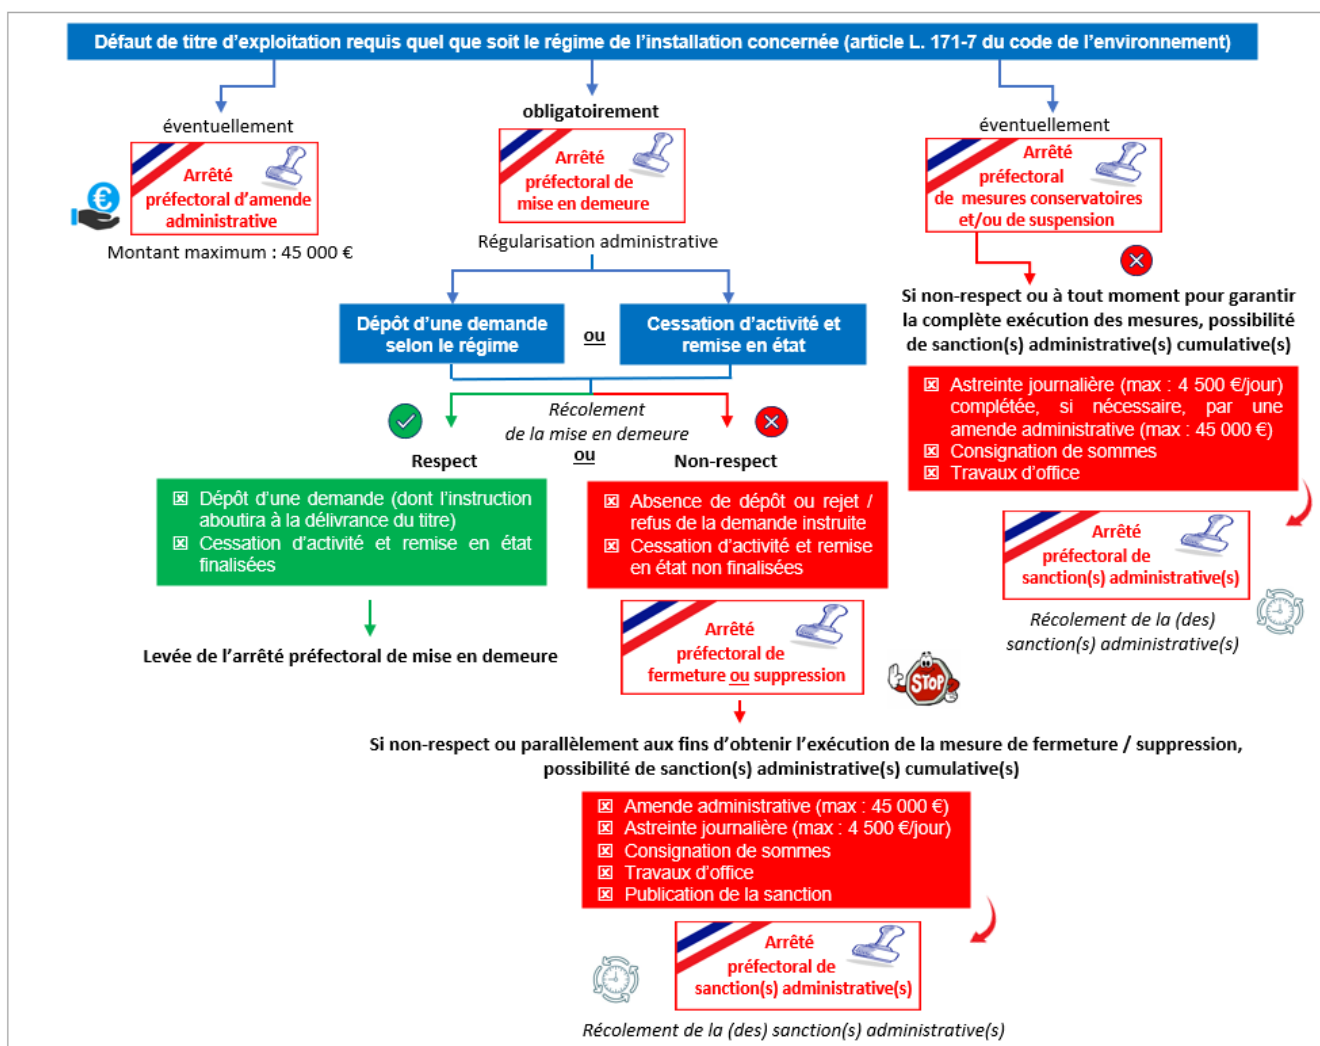 Défaut de titre d’exploitation requis quel que soit le régime de l’installation concernée (article L. 171-7 du code de l’environnement)
éventuellement
Arrêté
préfectoral d’amende
administrative
Montant maximum : 45 000 €
obligatoirement
Arrêté
préfectoral de
mise en demeure
Régularisation administrative
éventuellement
Arrêté
préfectoral
de mesures conservatoires
et/ou de suspension
Dépôt d’une demande
selon le régime
ou
Cessation d’activité et
remise en état
Si non-respect ou à tout moment pour garantir
la complète exécution des mesures, possibilité
de sanction(s) administrative(s) cumulative(s)
Astreinte journalière (max : 4 500 €/jour)
complétée, si nécessaire, par une
amende administrative (max : 45 000 €)
Consignation de sommes
Travaux d’office
Arrêté
préfectoral de
sanction(s) administrative(s)
Récolement de la (des)
sanction(s) administrative(s)
Récolement
de la mise en demeure
Respect
ou
Non-respect
Dépôt d’une demande (dont l’instruction
aboutira à la délivrance du titre)
Cessation d’activité et remise en état
finalisées
Levée de l’arrêté préfectoral de mise en demeure
Absence de dépôt ou rejet /
refus de la demande instruite
Cessation d’activité et remise
en état non finalisées
Arrêté
préfectoral de
fermeture ou suppression
STOP
Si non-respect ou parallèlement aux fins d’obtenir l’exécution de la mesure de fermeture / suppression,
possibilité de sanction(s) administrative(s) cumulative(s)
Amende administrative (max : 45 000 €)
Astreinte journalière (max : 4 500 €/jour)
Consignation de sommes
Travaux d’office
Publication de la sanction
Arrêté
préfectoral de
sanction(s) administrative(s)
Récolement de la (des) sanction(s) administrative(s)